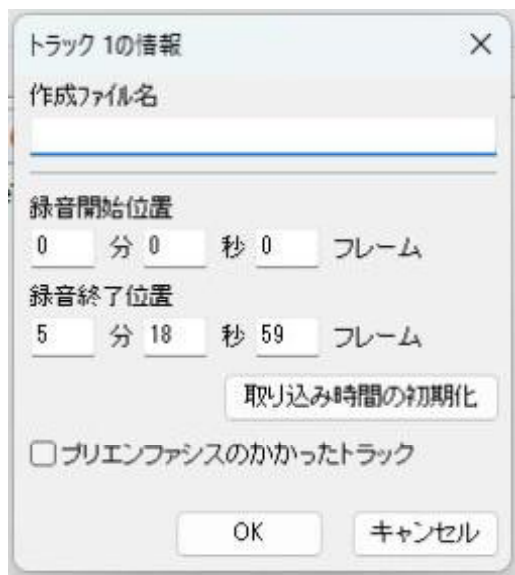 トラック 1の情報
作成ファイル名
録音開始位置
0 分 0 秒 0 フレーム
録音終了位置
5 分 18 秒 59 フレーム
取り込み時間の初期化
プリエンファシスのかかったトラック
OK キャンセル